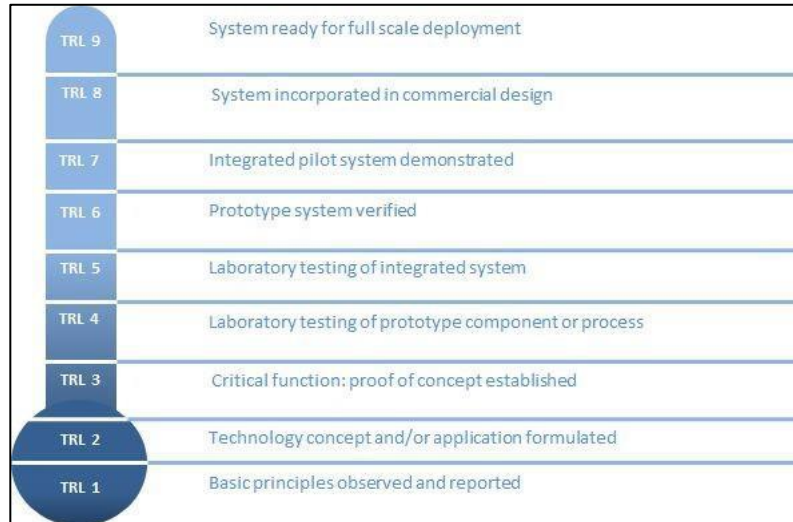 TRL 9 System ready for full scale deployment
TRL 8 System incorporated in commercial design
TRL 7 Integrated pilot system demonstrated
TRL 6 Prototype system verified
TRL 5 Laboratory testing of integrated system
TRL 4 Laboratory testing of prototype component or process
TRL 3 Critical function: proof of concept established
TRL 2 Technology concept and/or application formulated
TRL 1 Basic principles observed and reported